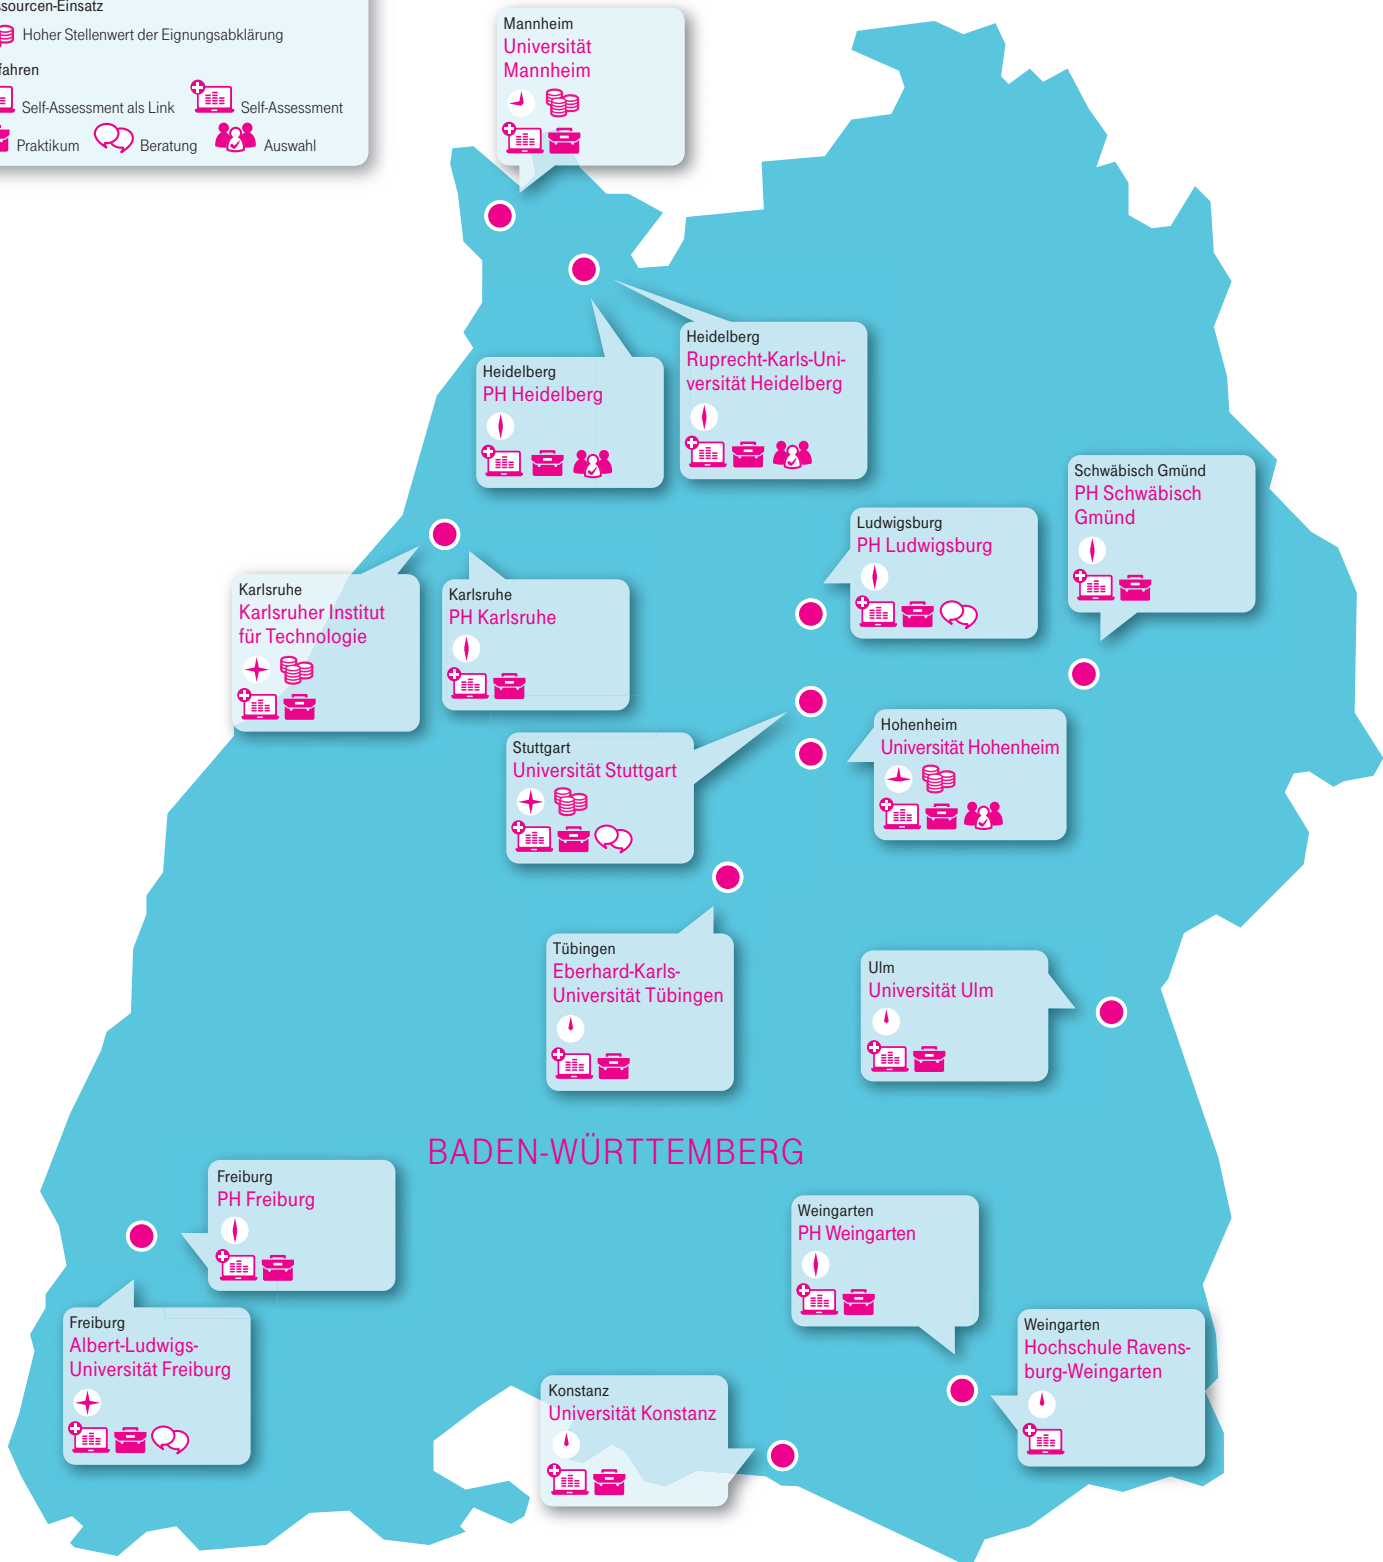 Hoher Stellenwert der Eignungsabklärung
Self-Assessment als Link
Self-Assessment
Praktikum
Beratung
Auswahl
Mannheim
Universität
Mannheim
Heidelberg
Ruprecht-Karls-Uni-
versität Heidelberg
Heidelberg
PH Heidelberg
Schwäbisch Gmünd
PH Schwäbisch
Gmünd
Ludwigsburg
PH Ludwigsburg
Karlsruhe
Karlsruher Institut
für Technologie
Karlsruhe
PH Karlsruhe
Stuttgart
Universität Stuttgart
Hohenheim
Universität Hohenheim
Tübingen
Eberhard-Karls-
Universität Tübingen
Ulm
Universität Ulm
BADEN-WÜRTTEMBERG
Freiburg
PH Freiburg
Weingarten
PH Weingarten
Freiburg
Albert-Ludwigs-
Universität Freiburg
Weingarten
Hochschule Ravens-
burg-Weingarten
Konstanz
Universität Konstanz